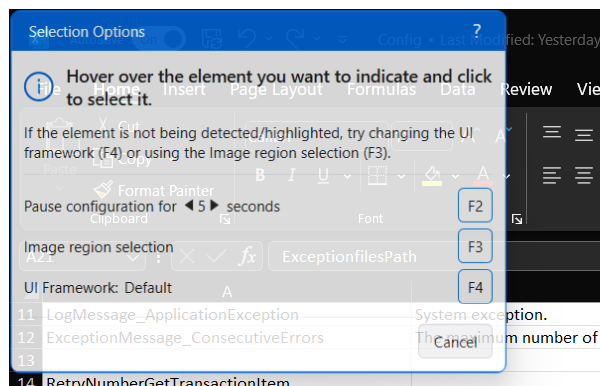 Selection Options ?
AutoSave On Config • Last Modified: Yesterday
Hover over the element you want to indicate and click
to select it.
File Home Insert Page Layout Formulas Data Review Vie
If the element is not being detected/highlighted, try changing the UI
framework (F4) or using the Image region selection (F3).
Cut
Copy
Paste
Format Painter
B I U A
Pause configuration for 5 seconds F2
Clipboard Font
Image region selection F3
A21 fx ExceptionfilesPath
UI Framework: Default F4
A
11 LogMessage_ApplicationException System exception.
12 ExceptionMessage_ConsecutiveErrors The maximum number of
Cancel
13
14 RetryNumberGetTransactionItem